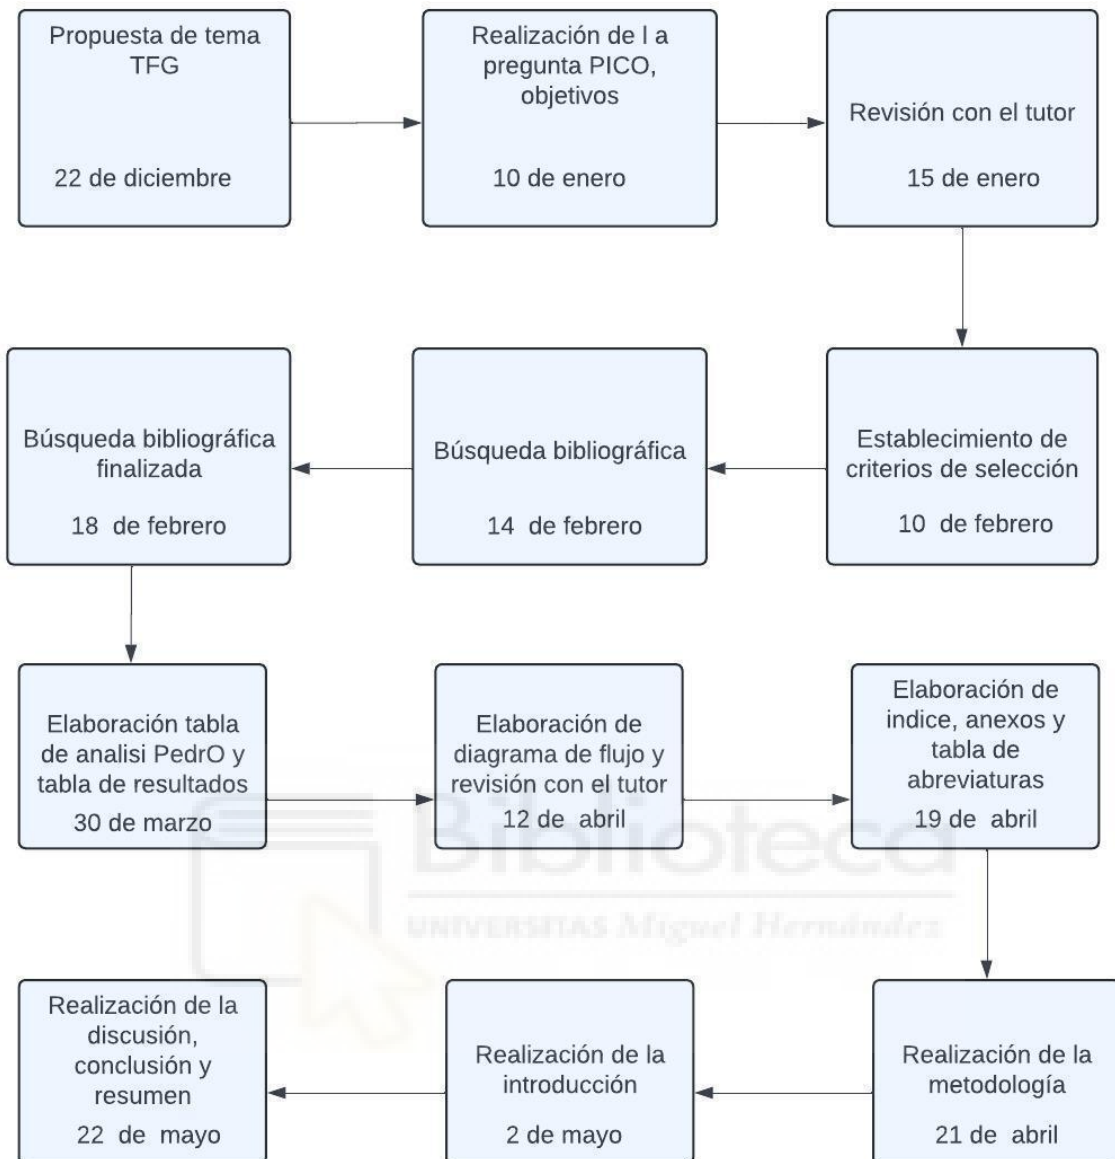 Propuesta de tema
TFG
22 de diciembre
Realización de l a
pregunta PICO,
objetivos
10 de enero
Revisión con el tutor
15 de enero
Establecimiento de
criterios de selección
10 de febrero
Búsqueda bibliográfica
14 de febrero
Búsqueda bibliográfica
finalizada
18 de febrero
Elaboración tabla
de analisi PedrO y
tabla de resultados
30 de marzo
Elaboración de
diagrama de flujo y
revisión con el tutor
12 de abril
Elaboración de
indice, anexos y
tabla de
abreviaturas
19 de abril
Biblioteca
UNIVERSITAS Miguel Hernández
Realización de la
metodología
21 de abril
Realización de la
introducción
2 de mayo
Realización de la
discusión,
conclusión y
resumen
22 de mayo